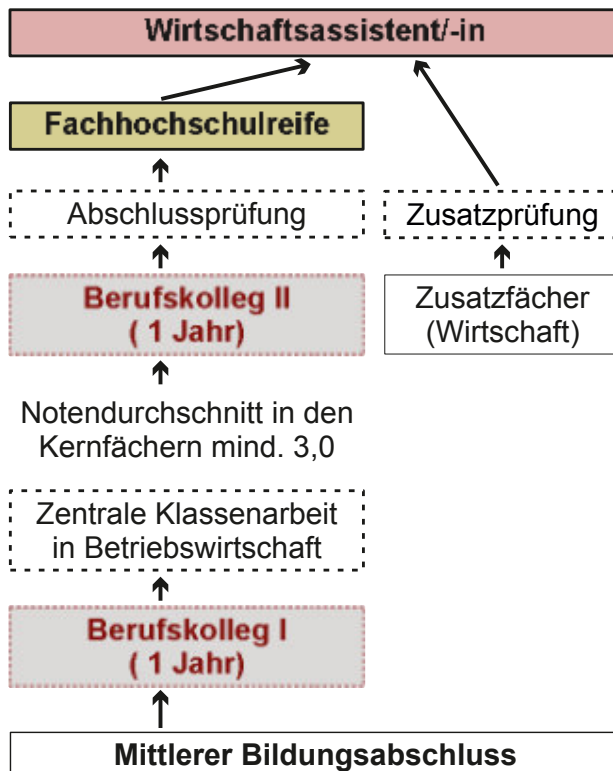 Wirtschaftsassistent/-in
Fachhochschulreife
Abschlussprüfung
Zusatzprüfung
Berufskolleg II
( 1 Jahr)
Zusatzfächer
(Wirtschaft)
Notendurchschnitt in den
Kernfächern mind. 3,0
Zentrale Klassenarbeit
in Betriebswirtschaft
Berufskolleg I
( 1 Jahr)
Mittlerer Bildungsabschluss